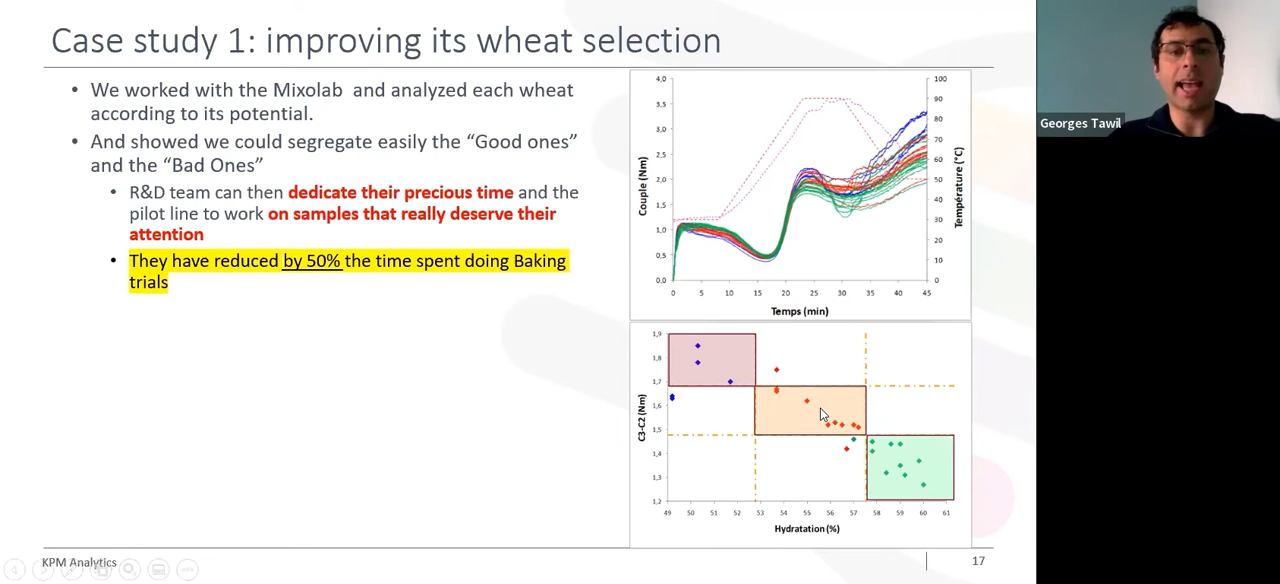 Case study 1: improving its wheat selection
• We worked with the Mixolab and analyzed each wheat
according to its potential.
• And showed we could segregate easily the “Good ones”
and the “Bad Ones”
• R&D team can then dedicate their precious time and the
pilot line to work on samples that really deserve their
attention
• They have reduced by 50% the time spent doing Baking
trials
4,0
3,5
3,0
2,5
2,0
1,5
1,0
0,5
0,0
Couple (Nm)
100
90
80
70
60
50
40
30
20
10
0
Température (°C)
0 5 10 15 20 25 30 35 40 45
Temps (min)
1,9
1,8
1,7
1,6
1,5
1,4
1,3
1,2
C3-C2 (Nm)
49 50 51 52 53 54 55 56 57 58 59 60 61
Hydratation (%)
Georges Tawil
KPM Analytics
17